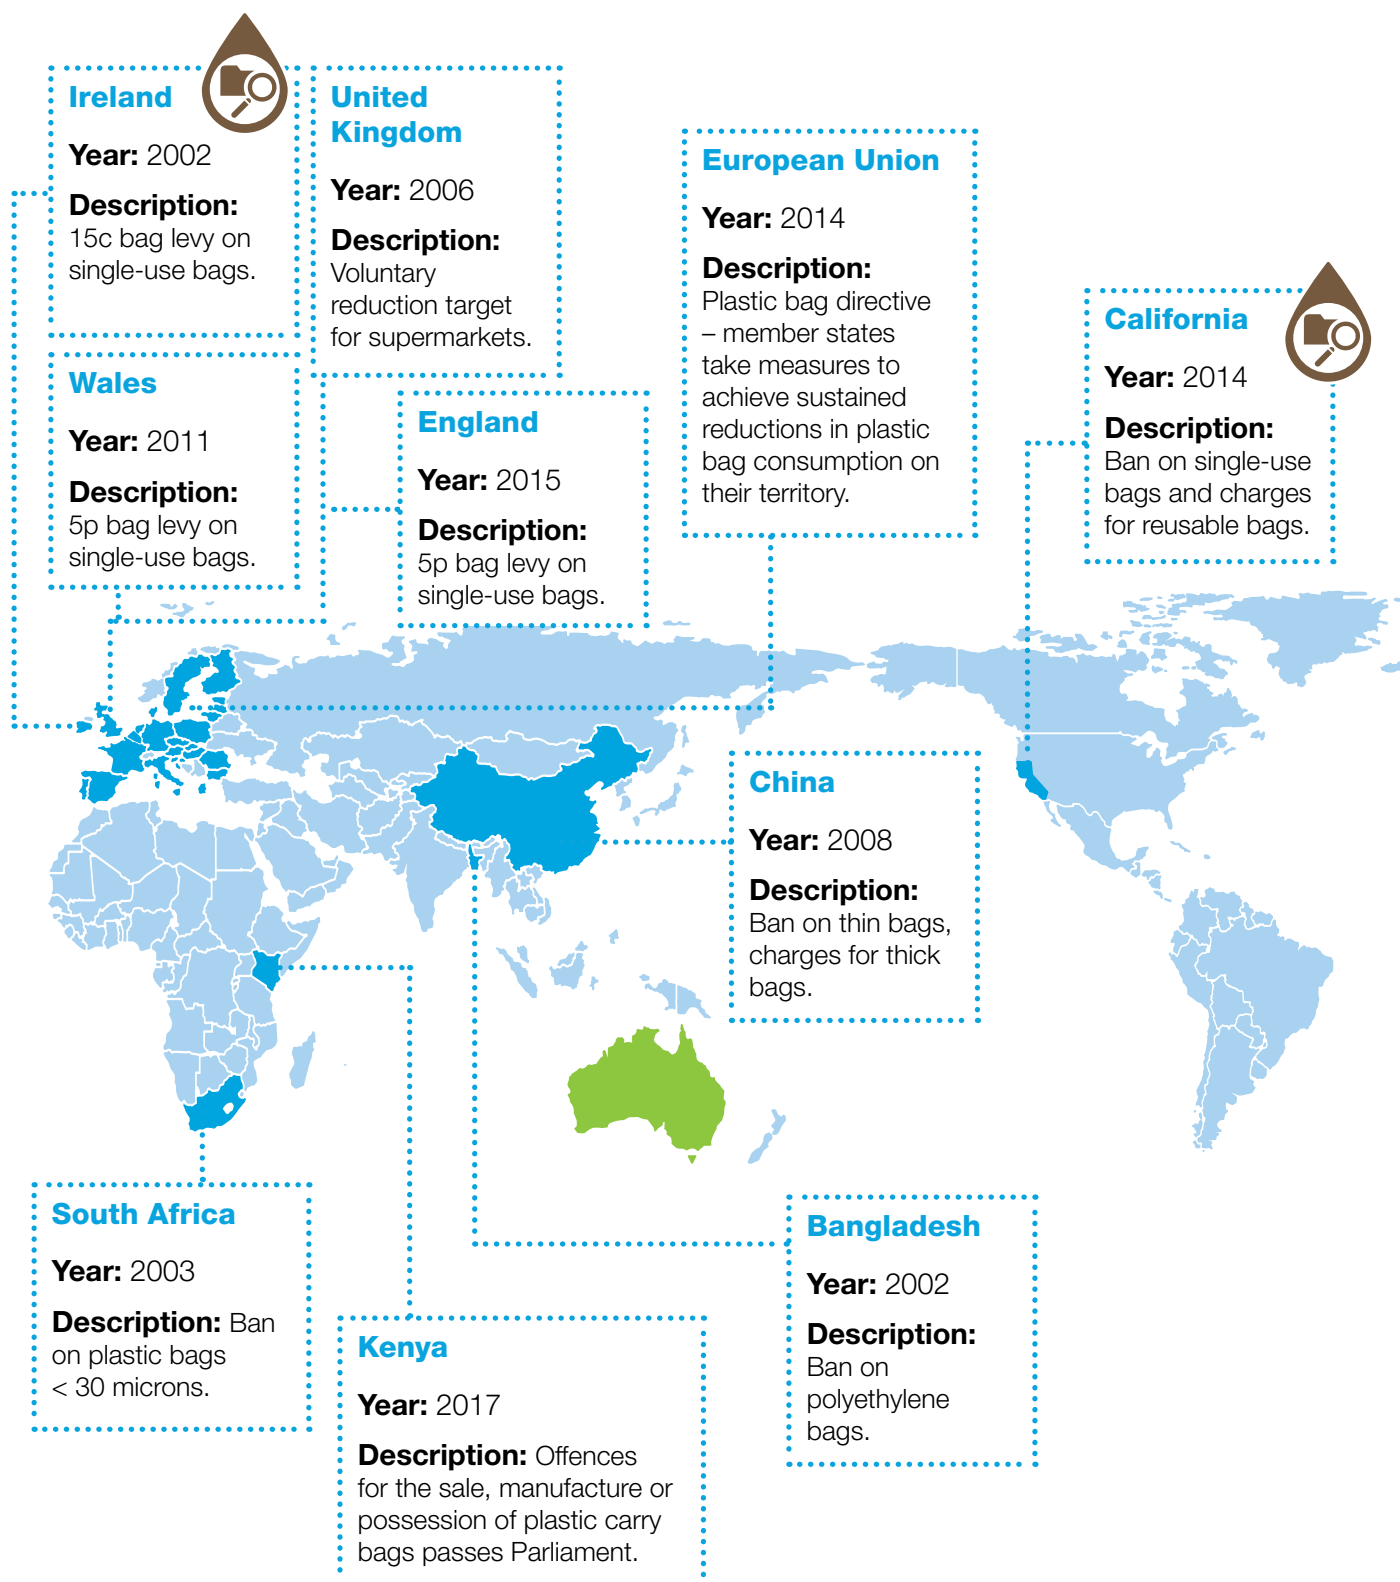 Ireland
Year: 2002
Description:
15c bag levy on
single-use bags.
United
Kingdom
Year: 2006
Description:
Voluntary
reduction target
for supermarkets.
European Union
Year: 2014
Description:
Plastic bag directive
– member states
take measures to
achieve sustained
reductions in plastic
bag consumption on
their territory.
California
Year: 2014
Description:
Ban on single-use
bags and charges
for reusable bags.
Wales
Year: 2011
Description:
5p bag levy on
single-use bags.
England
Year: 2015
Description:
5p bag levy on
single-use bags.
China
Year: 2008
Description:
Ban on thin bags,
charges for thick
bags.
South Africa
Year: 2003
Description: Ban
on plastic bags
< 30 microns.
Kenya
Year: 2017
Description: Offences
for the sale, manufacture or
possession of plastic carry
bags passes Parliament.
Bangladesh
Year: 2002
Description:
Ban on
polyethylene
bags.